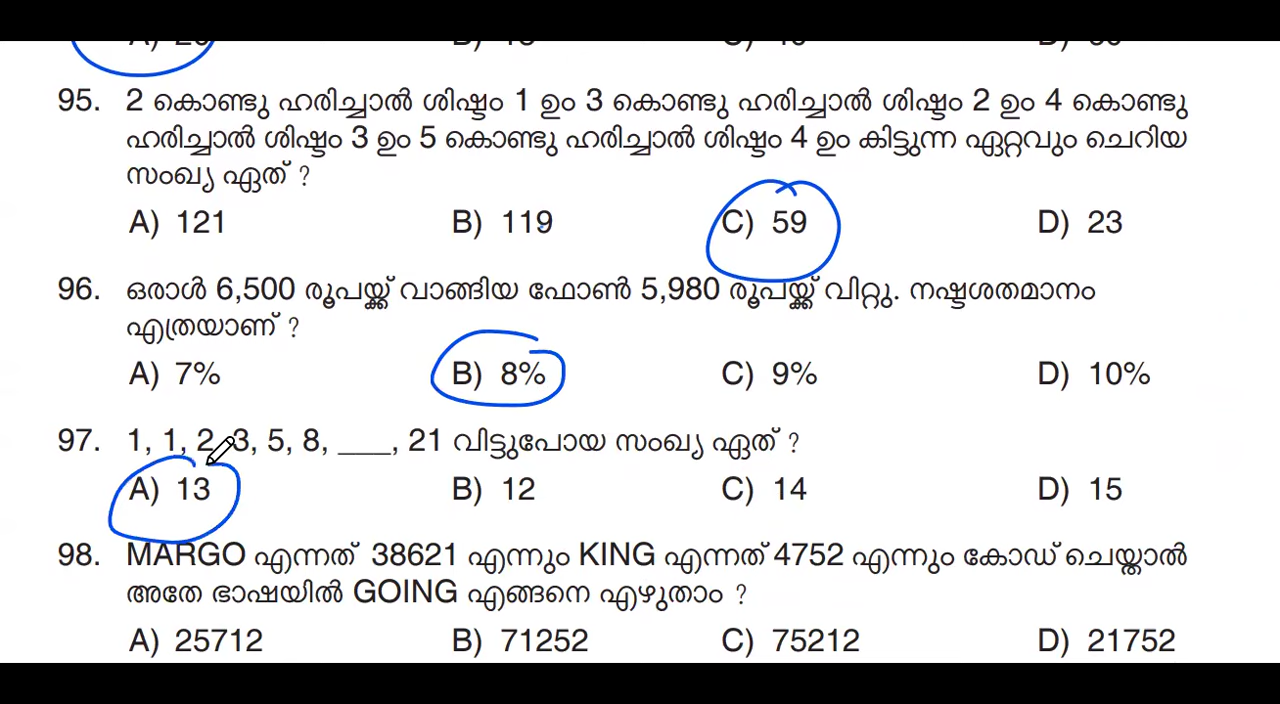 95. 2 കൊണ്ടു ഹരിച്ചാൽ ശിഷ്ടം 1 ഉം 3 കൊണ്ടു ഹരിച്ചാൽ ശിഷ്ടം 2 ഉം 4 കൊണ്ടു
ഹരിച്ചാൽ ശിഷ്ടം 3 ഉം 5 കൊണ്ടു ഹരിച്ചാൽ ശിഷ്ടം 4 ഉം കിട്ടുന്ന ഏറ്റവും ചെറിയ
സംഖ്യ ഏത് ?
A) 121 B) 119 C) 59 D) 23
96. ഒരാൾ 6,500 രൂപയ്ക്ക് വാങ്ങിയ ഫോൺ 5,980 രൂപയ്ക്ക് വിറ്റു. നഷ്ടശതമാനം
എത്രയാണ് ?
A) 7% B) 8% C) 9% D) 10%
97. 1, 1, 2, 3, 5, 8, ___, 21 വിട്ടുപോയ സംഖ്യ ഏത് ?
A) 13 B) 12 C) 14 D) 15
98. MARGO എന്നത് 38621 എന്നും KING എന്നത് 4752 എന്നും കോഡ് ചെയ്താൽ
അതേ ഭാഷയിൽ GOING എങ്ങനെ എഴുതാം ?
A) 25712 B) 71252 C) 75212 D) 21752